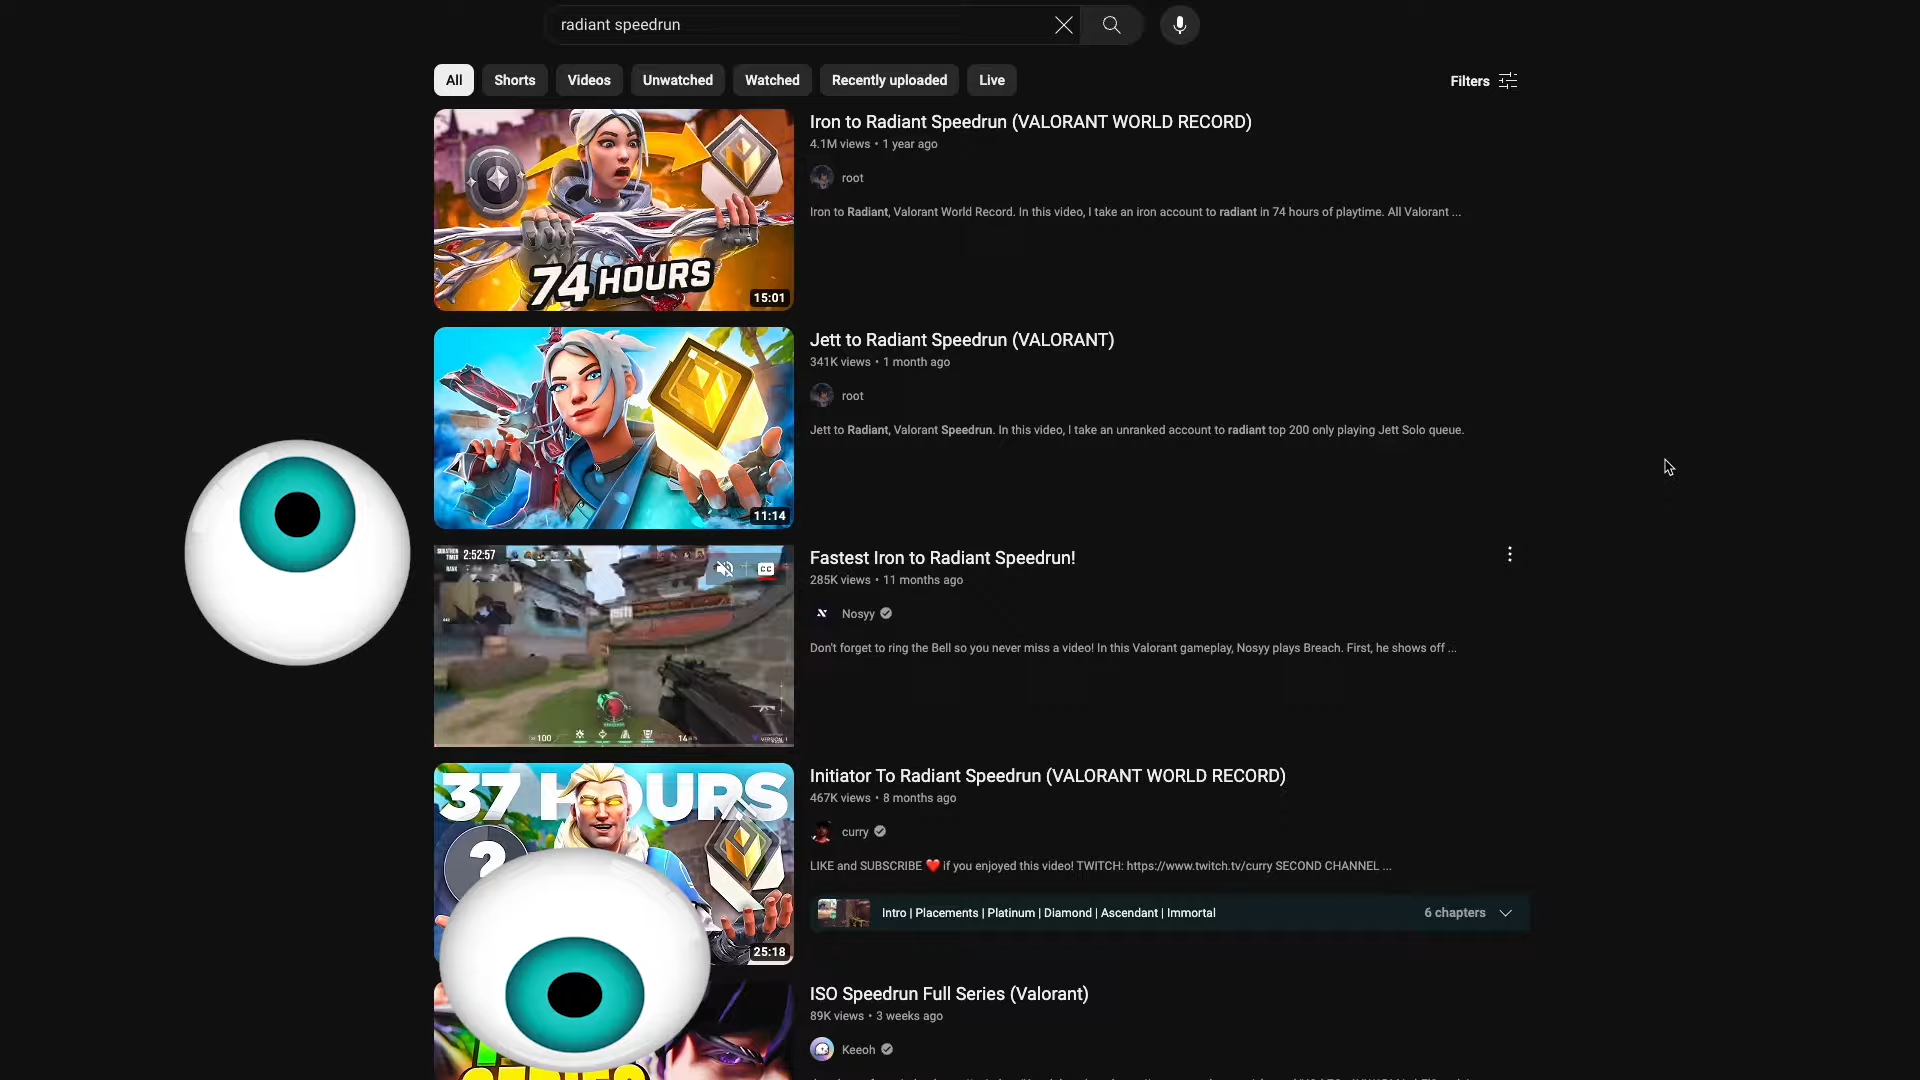 radiant speedrun
All
Shorts
Videos
Unwatched
Watched
Recently uploaded
Live
Filters
74 HOURS
15:01
Iron to Radiant Speedrun (VALORANT WORLD RECORD)
4.1M views • 1 year ago
root
Iron to Radiant, Valorant World Record. In this video, I take an iron account to radiant in 74 hours of playtime. All Valorant ...
11:14
Jett to Radiant Speedrun (VALORANT)
341K views • 1 month ago
root
Jett to Radiant, Valorant Speedrun. In this video, I take an unranked account to radiant top 200 only playing Jett Solo queue.
2:52:57
RANK
CC
100
14
Fastest Iron to Radiant Speedrun!
285K views • 11 months ago
Nosyy
Don't forget to ring the Bell so you never miss a video! In this Valorant gameplay, Nosyy plays Breach. First, he shows off ...
37 HOURS
?
25:18
Initiator To Radiant Speedrun (VALORANT WORLD RECORD)
467K views • 8 months ago
curry
LIKE and SUBSCRIBE ❤️ if you enjoyed this video! TWITCH: https://www.twitch.tv/curry SECOND CHANNEL ...
Intro | Placements | Platinum | Diamond | Ascendant | Immortal
6 chapters
ISO Speedrun Full Series (Valorant)
89K views • 3 weeks ago
Keeoh